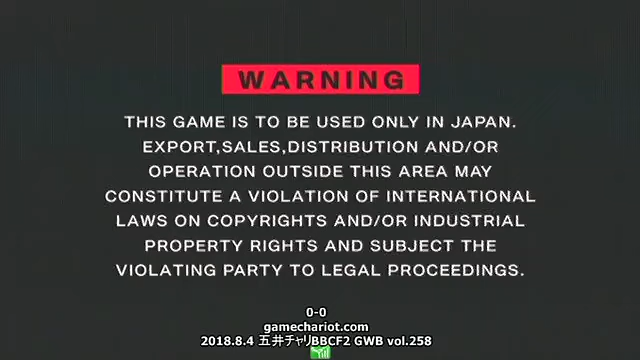 WARNING
THIS GAME IS TO BE USED ONLY IN JAPAN.
EXPORT,SALES,DISTRIBUTION AND/OR
OPERATION OUTSIDE THIS AREA MAY
CONSTITUTE A VIOLATION OF INTERNATIONAL
LAWS ON COPYRIGHTS AND/OR INDUSTRIAL
PROPERTY RIGHTS AND SUBJECT THE
VIOLATING PARTY TO LEGAL PROCEEDINGS.
0-0
gamechariot.com
2018.8.4 五井チャリBBCF2 GWB vol.258